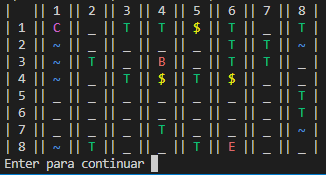 |   || 1 || 2 || 3 || 4 || 5 || 6 || 7 || 8 |
| 1 || C || _ || T || T || $ || T || _ || T |
| 2 || ~ || _ || _ || _ || _ || T || T || ~ |
| 3 || ~ || T || _ || B || _ || T || T || _ |
| 4 || ~ || _ || T || $ || T || $ || _ || ~ |
| 5 || _ || _ || _ || _ || _ || _ || _ || T |
| 6 || _ || _ || _ || _ || _ || _ || _ || T |
| 7 || _ || _ || _ || T || _ || _ || _ || _ |
| 8 || ~ || T || _ || _ || T || E || _ || ~ |
Enter para continuar